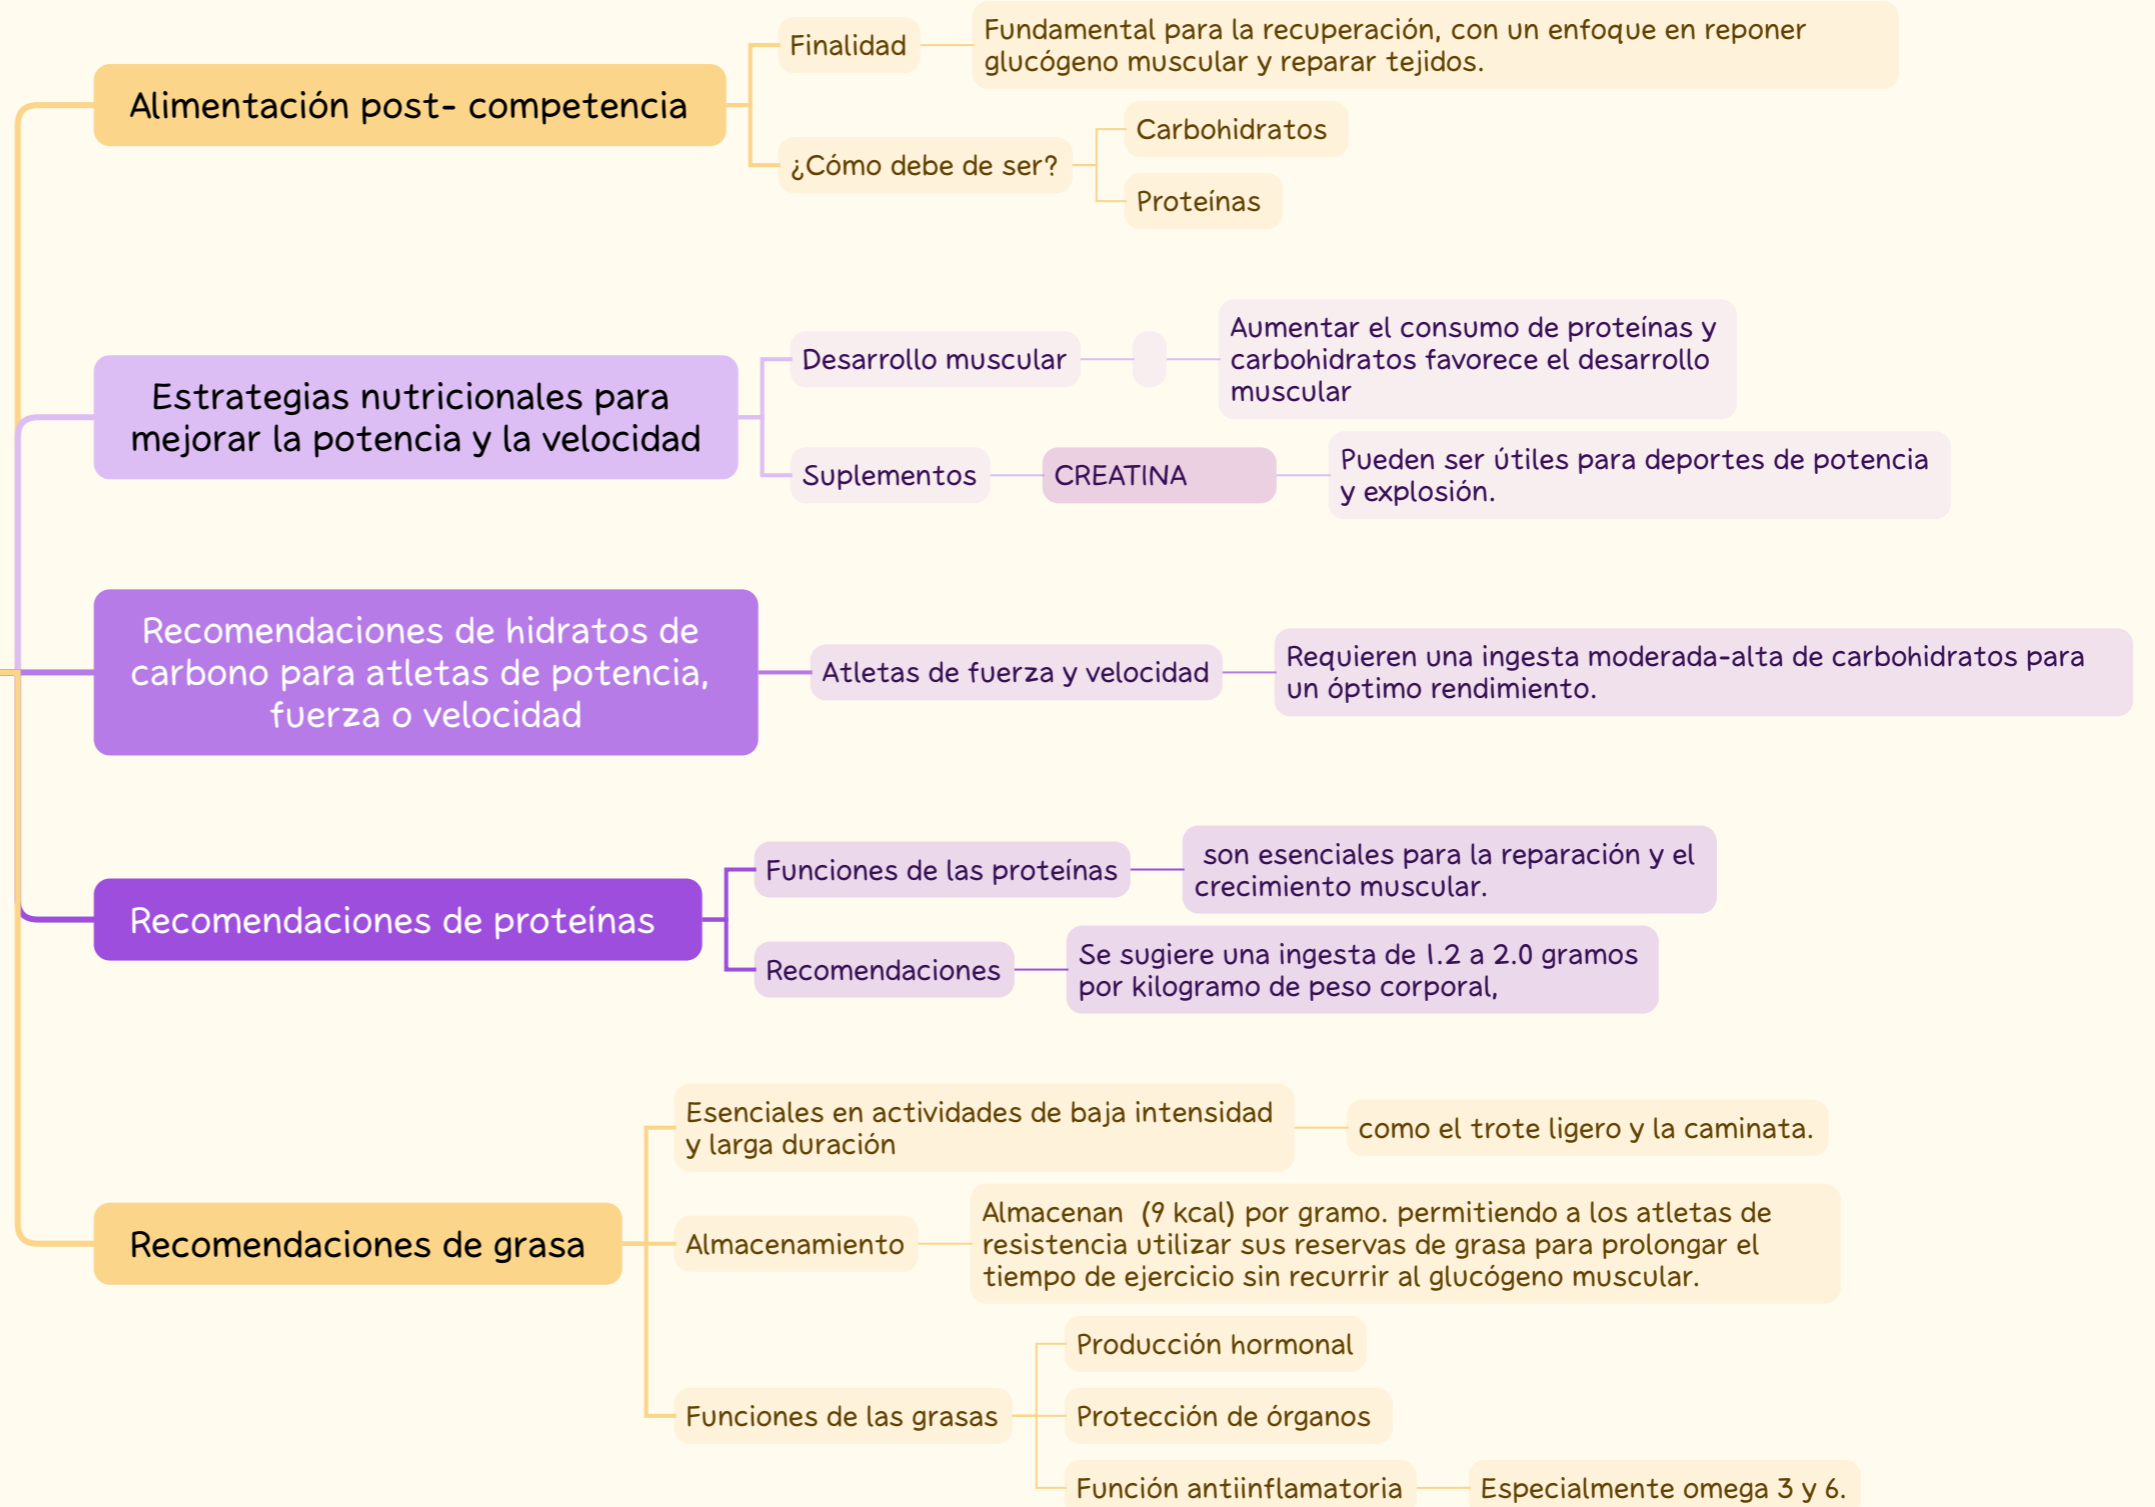 Alimentación post- competencia
Finalidad
Fundamental para la recuperación, con un enfoque en reponer
glucógeno muscular y reparar tejidos.
¿Cómo debe de ser?
Carbohidratos
Proteínas
Estrategias nutricionales para
mejorar la potencia y la velocidad
Desarrollo muscular
Aumentar el consumo de proteínas y
carbohidratos favorece el desarrollo
muscular
Suplementos
CREATINA
Pueden ser útiles para deportes de potencia
y explosión.
Recomendaciones de hidratos de
carbono para atletas de potencia,
fuerza o velocidad
Atletas de fuerza y velocidad
Requieren una ingesta moderada-alta de carbohidratos para
un óptimo rendimiento.
Recomendaciones de proteínas
Funciones de las proteínas
son esenciales para la reparación y el
crecimiento muscular.
Recomendaciones
Se sugiere una ingesta de 1.2 a 2.0 gramos
por kilogramo de peso corporal,
Recomendaciones de grasa
Esenciales en actividades de baja intensidad
y larga duración
como el trote ligero y la caminata.
Almacenamiento
Almacenan  (9 kcal) por gramo. permitiendo a los atletas de
resistencia utilizar sus reservas de grasa para prolongar el
tiempo de ejercicio sin recurrir al glucógeno muscular.
Funciones de las grasas
Producción hormonal
Protección de órganos
Función antiinflamatoria
Especialmente omega 3 y 6.